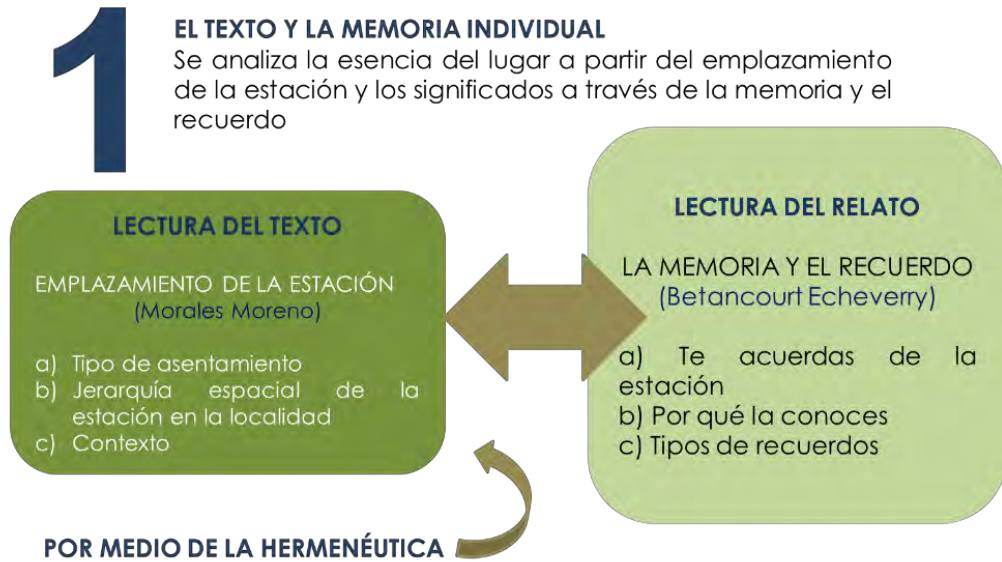 1
EL TEXTO Y LA MEMORIA INDIVIDUAL
Se analiza la esencia del lugar a partir del emplazamiento
de la estación y los significados a través de la memoria y el
recuerdo
LECTURA DEL TEXTO
EMPLAZAMIENTO DE LA ESTACIÓN
(Morales Moreno)
a) Tipo de asentamiento
b) Jerarquía espacial de la
estación en la localidad
c) Contexto
LECTURA DEL RELATO
LA MEMORIA Y EL RECUERDO
(Betancourt Echeverry)
a) Te acuerdas de la
estación
b) Por qué la conoces
c) Tipos de recuerdos
POR MEDIO DE LA HERMENÉUTICA